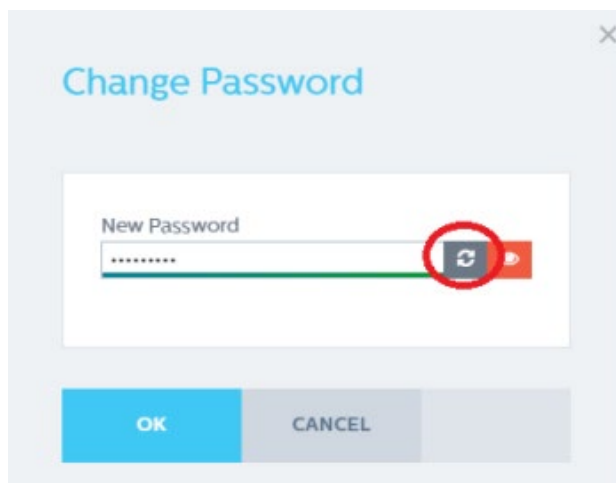 Change Password
New Password
•••••••••
OK
CANCEL